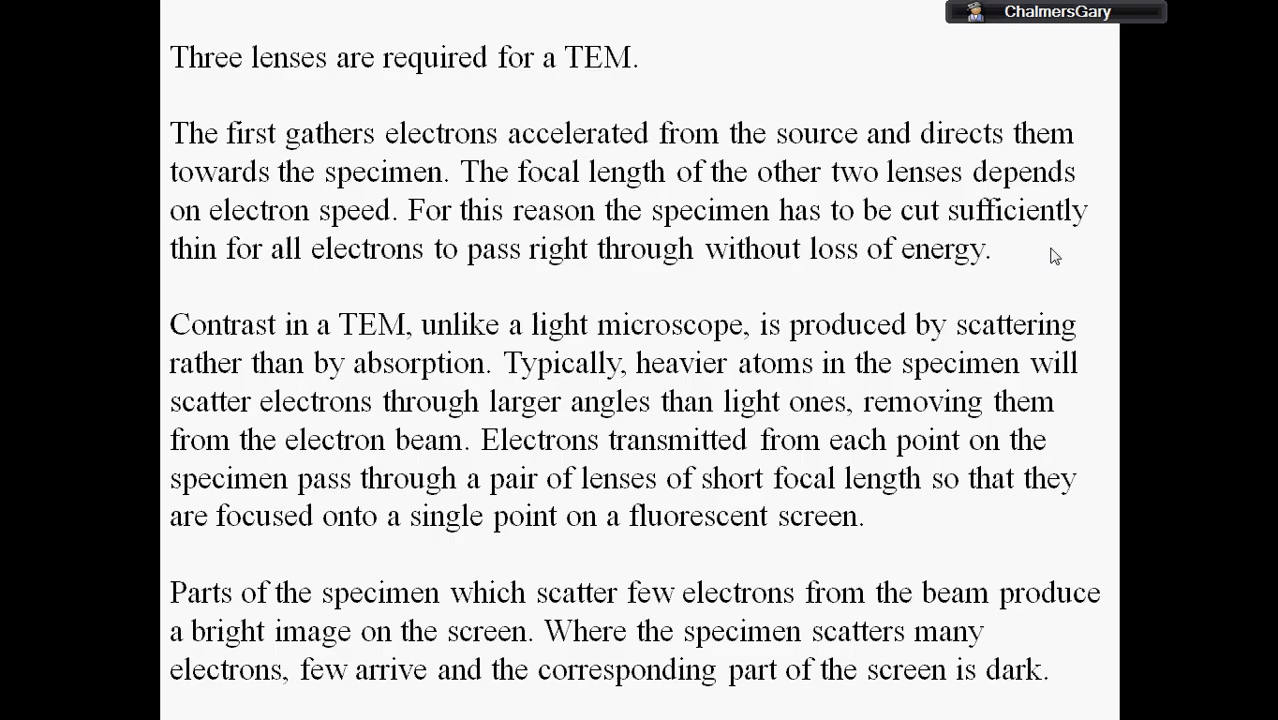 ChalmersGary
Three lenses are required for a TEM.
The first gathers electrons accelerated from the source and directs them
towards the specimen. The focal length of the other two lenses depends
on electron speed. For this reason the specimen has to be cut sufficiently
thin for all electrons to pass right through without loss of energy.
Contrast in a TEM, unlike a light microscope, is produced by scattering
rather than by absorption. Typically, heavier atoms in the specimen will
scatter electrons through larger angles than light ones, removing them
from the electron beam. Electrons transmitted from each point on the
specimen pass through a pair of lenses of short focal length so that they
are focused onto a single point on a fluorescent screen.
Parts of the specimen which scatter few electrons from the beam produce
a bright image on the screen. Where the specimen scatters many
electrons, few arrive and the corresponding part of the screen is dark.